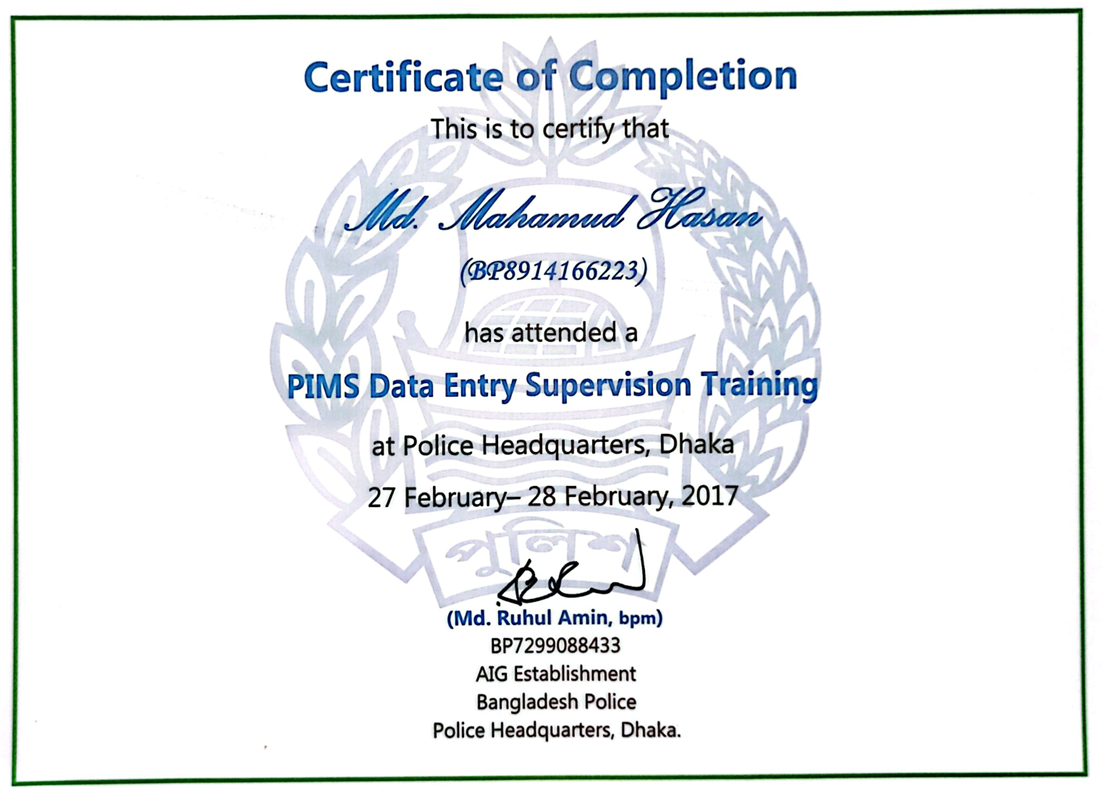 Certificate of Completion
This is to certify that
Md. Mahamud Hasan
(BP8914166223)
has attended a
PIMS Data Entry Supervision Training
at Police Headquarters, Dhaka
27 February– 28 February, 2017
পুলিশ
(Md. Ruhul Amin, bpm)
BP7299088433
AIG Establishment
Bangladesh Police
Police Headquarters, Dhaka.